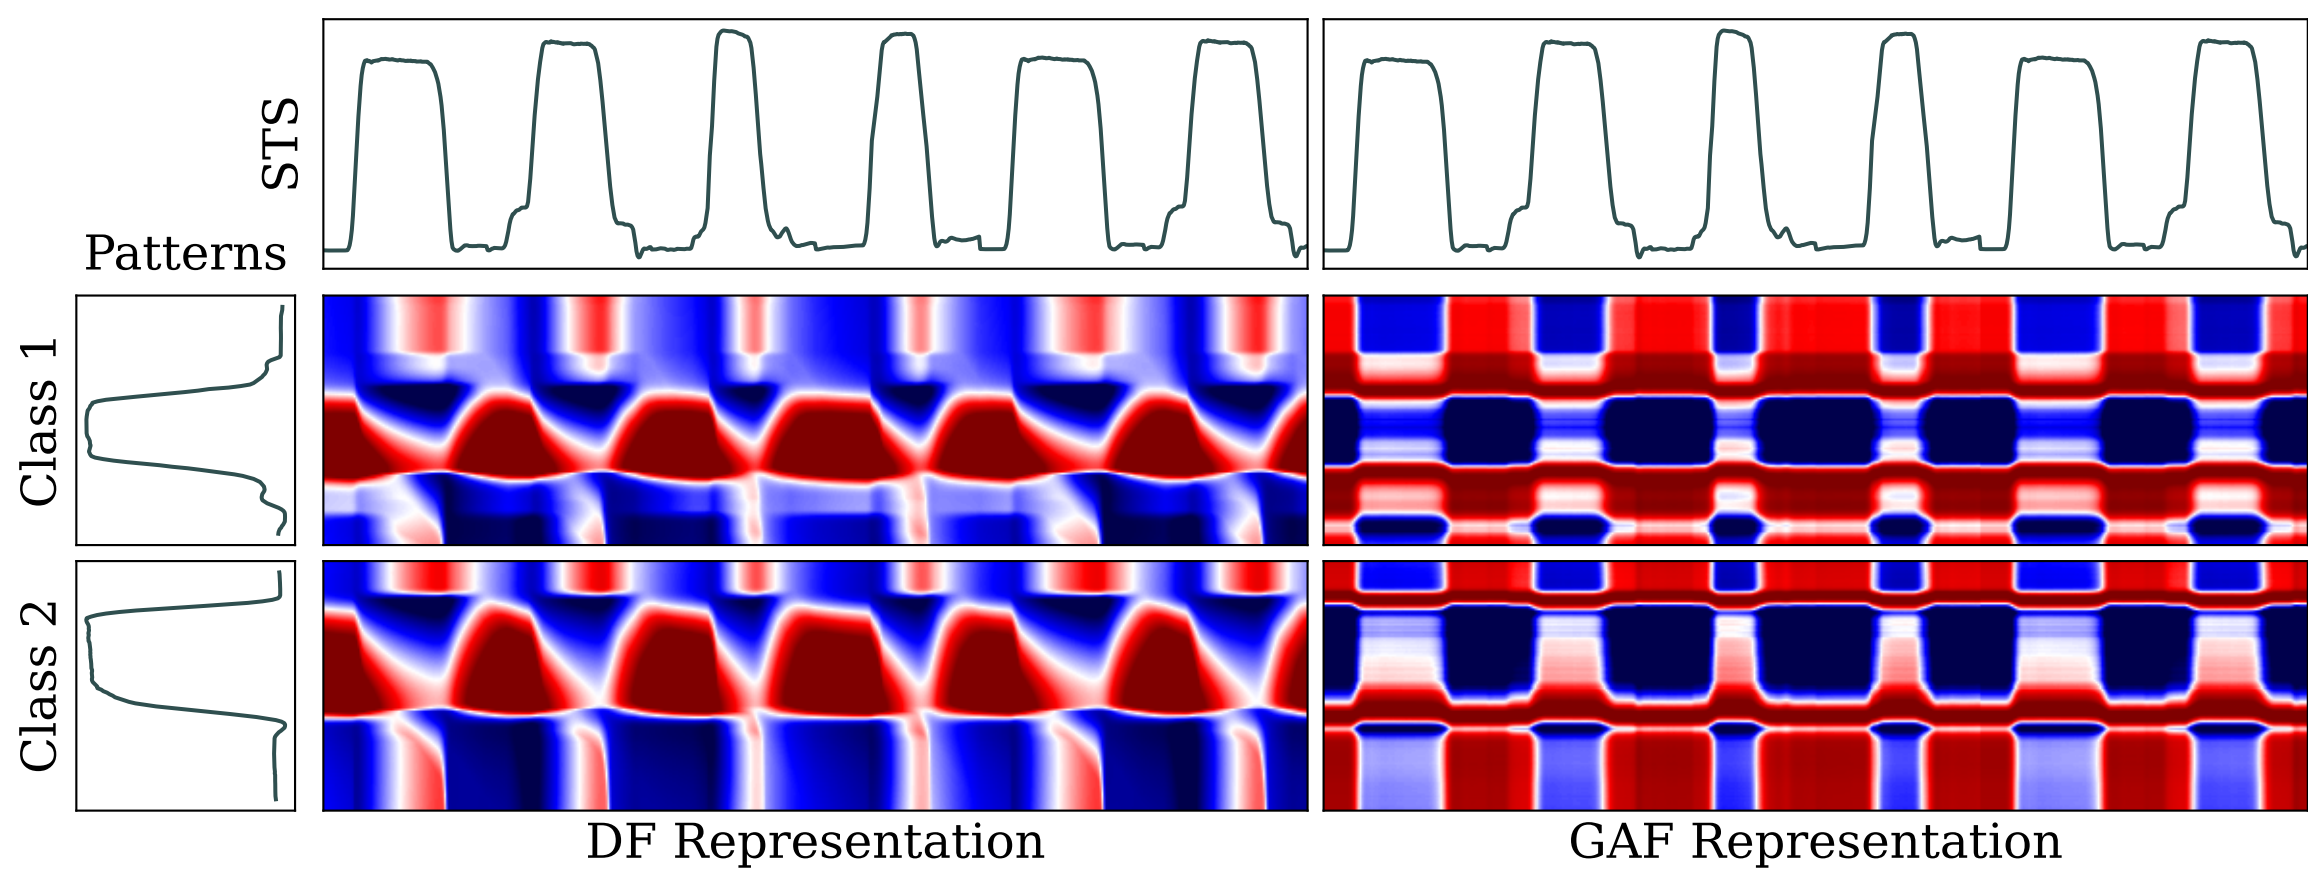 STS
Patterns
Class 1
Class 2
DF Representation
GAF Representation